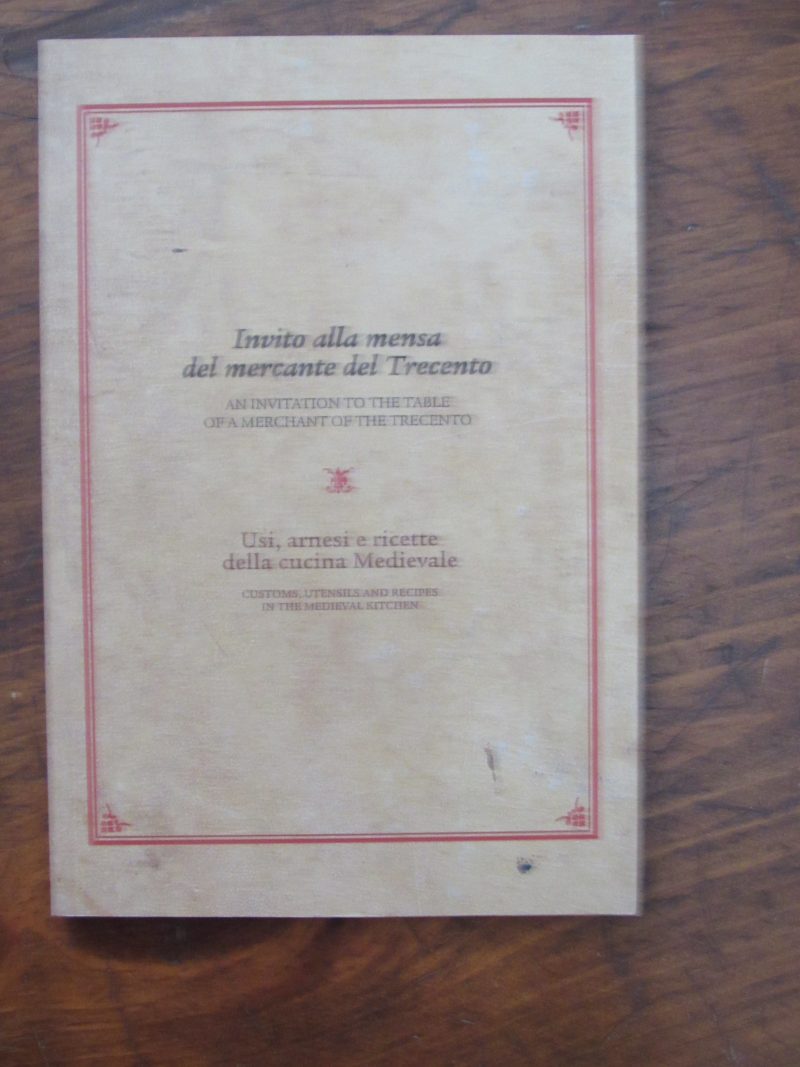 Invito alla mensa
del mercante del Trecento
AN INVITATION TO THE TABLE
OF A MERCHANT OF THE TRECENTO
Usi, arnesi e ricette
della cucina Medievale
CUSTOMS, UTENSILS AND RECIPES
IN THE MEDIEVAL KITCHEN